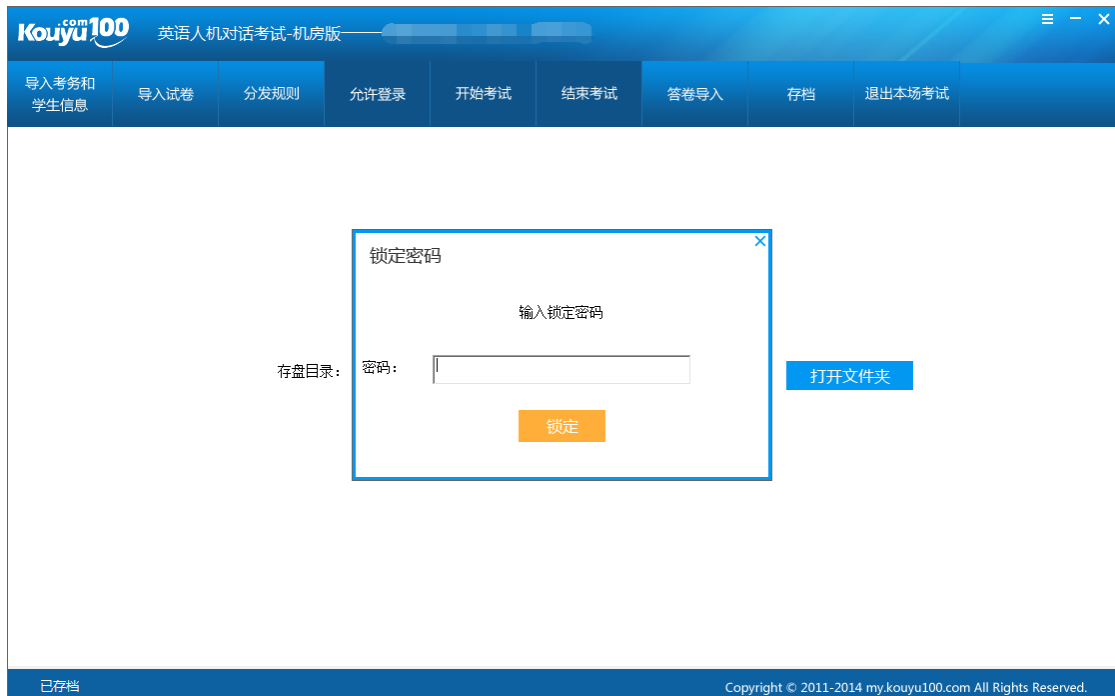 Kouyu100
.com
英语人机对话考试-机房版——
导入考务和
学生信息
导入试卷
分发规则
允许登录
开始考试
结束考试
答卷导入
存档
退出本场考试
锁定密码
输入锁定密码
存盘目录：
密码：
打开文件夹
锁定
已存档
Copyright © 2011-2014 my.kouyu100.com All Rights Reserved.